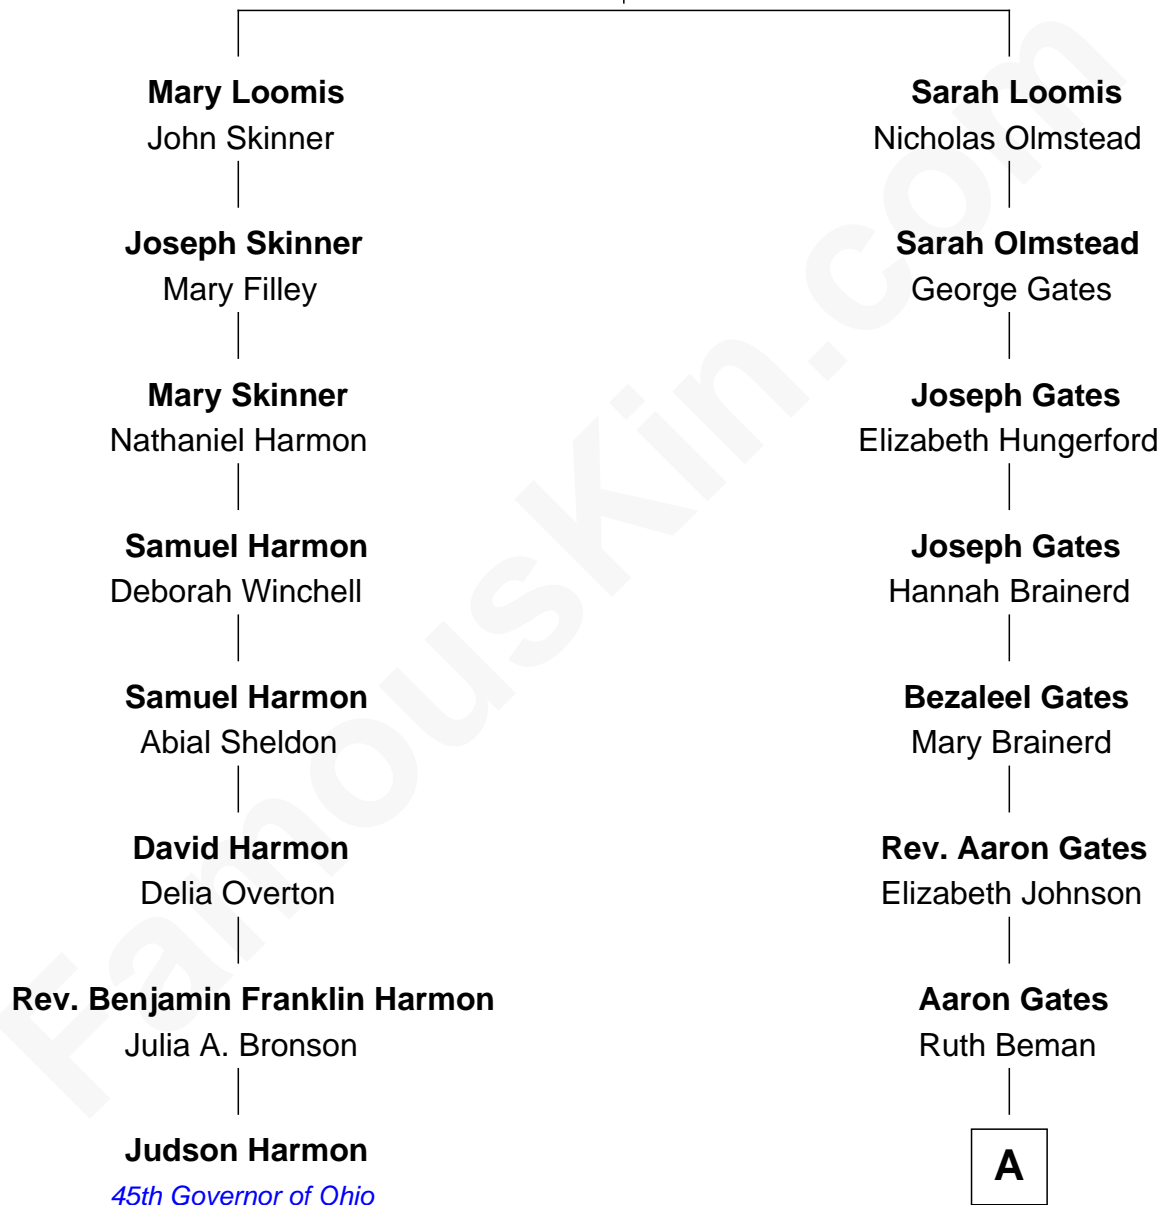 Mary Loomis
John Skinner
Joseph Skinner
Mary Filley
Mary Skinner
Nathaniel Harmon
Samuel Harmon
Deborah Winchell
Samuel Harmon
Abial Sheldon
David Harmon
Delia Overton
Rev. Benjamin Franklin Harmon
Julia A. Bronson
Judson Harmon
45th Governor of Ohio
Sarah Loomis
Nicholas Olmstead
Sarah Olmstead
George Gates
Joseph Gates
Elizabeth Hungerford
Joseph Gates
Hannah Brainerd
Bezaleel Gates
Mary Brainerd
Rev. Aaron Gates
Elizabeth Johnson
Aaron Gates
Ruth Beman
A
FamousKin.com